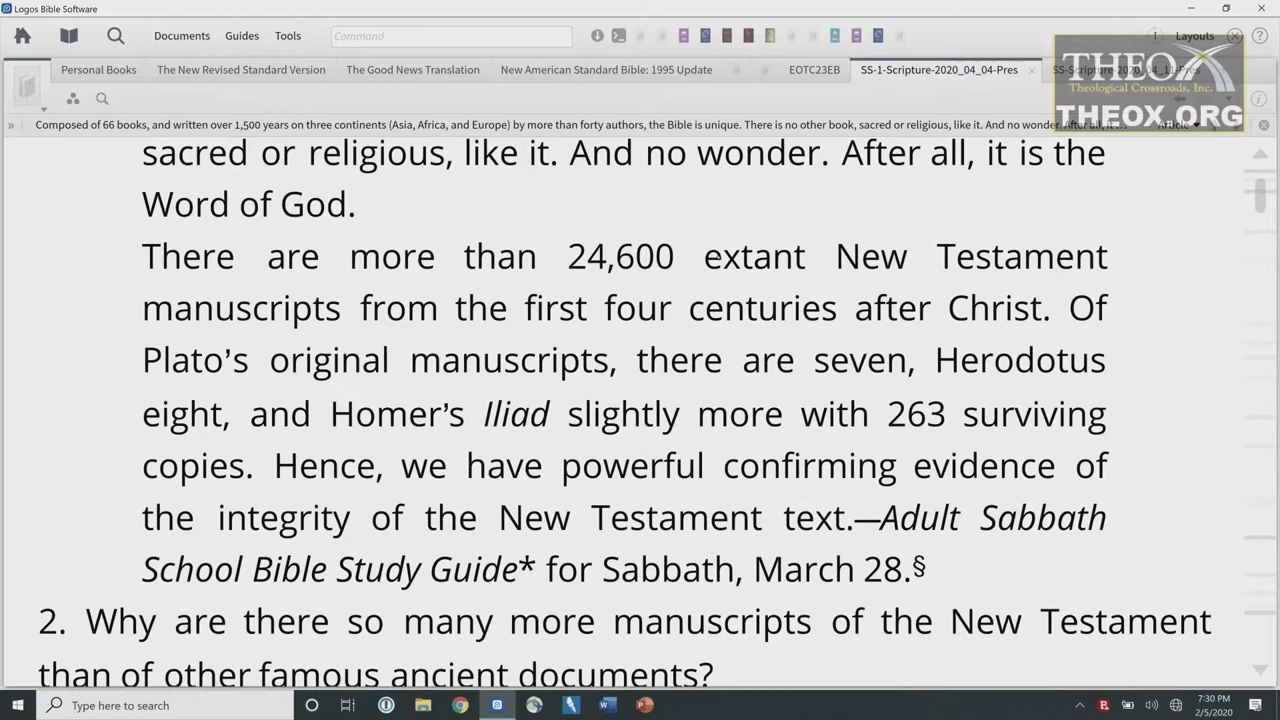 Logos Bible Software
Documents Guides Tools Command Layouts
Personal Books The New Revised Standard Version New American Standard Bible: 1995 Update EOTC23EB SS-1-Scripture-2020_04_04-Pres
THEOX
Theological Crossroads, Inc.
THEOX.ORG
Composed of 66 books, and written over 1,500 years on three continents (Asia, Africa, and Europe) by more than forty authors, the Bible is unique. There is no other book, sacred or religious, like it. And no wonder. After all, it i... Article
sacred or religious, like it. And no wonder. After all, it is the
Word of God.
There are more than 24,600 extant New Testament
manuscripts from the first four centuries after Christ. Of
Plato's original manuscripts, there are seven, Herodotus
eight, and Homer's Iliad slightly more with 263 surviving
copies. Hence, we have powerful confirming evidence of
the integrity of the New Testament text.—Adult Sabbath
School Bible Study Guide* for Sabbath, March 28.§
2. Why are there so many more manuscripts of the New Testament
than of other famous ancient documents?
Type here to search
7:30 PM
2/5/2020